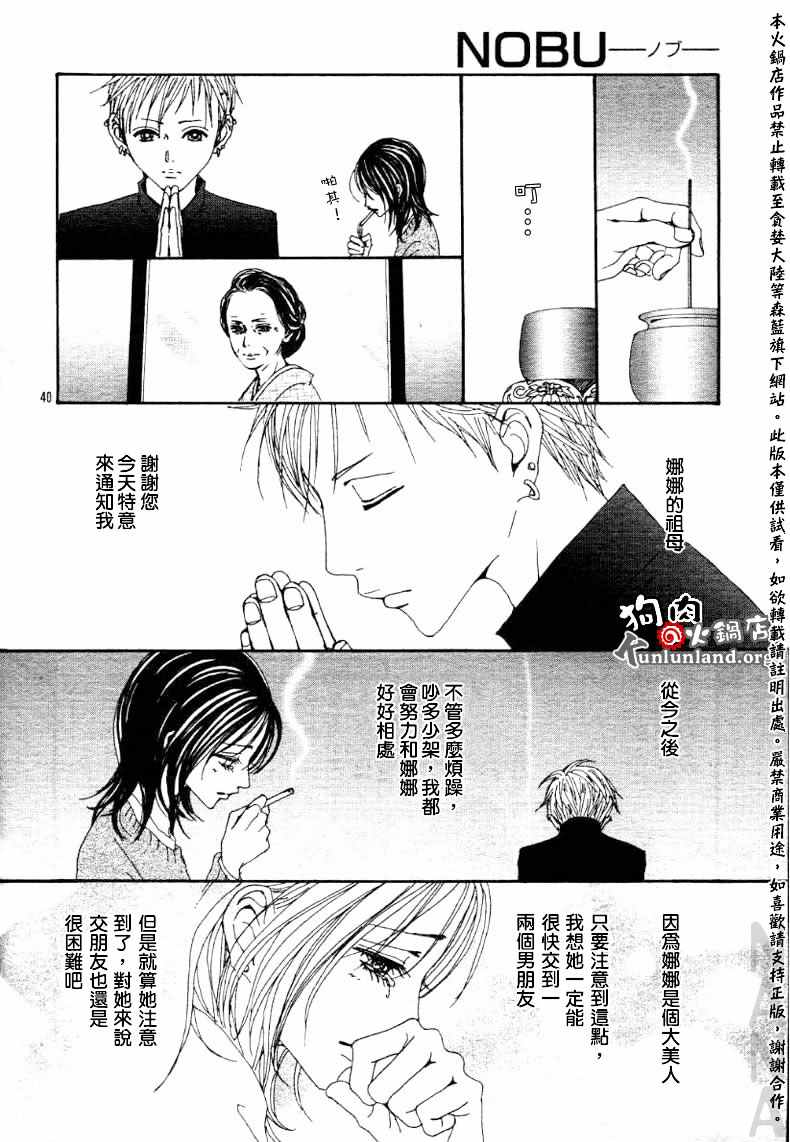 NOBU—ノブ—
叮…
啪其!
40
娜娜的祖母
謝謝您
今天特意
來通知我
狗肉
火鍋店
Kunlunland.org
從今之後
不管多麼煩躁，
吵多少架，我都
會努力和娜娜
好好相處
因為娜娜是個大美人
只要注意到這點，
我想她一定能
很快交到一
兩個男朋友
但是就算她注意
到了，對她來說
交朋友也還是
很困難吧
本火鍋店作品禁止轉載至貪婪大陸等森藍旗下網站。此版本僅供試看，如欲轉載請註明出處。嚴禁商業用途，如喜歡請支持正版，謝謝合作。
NANA